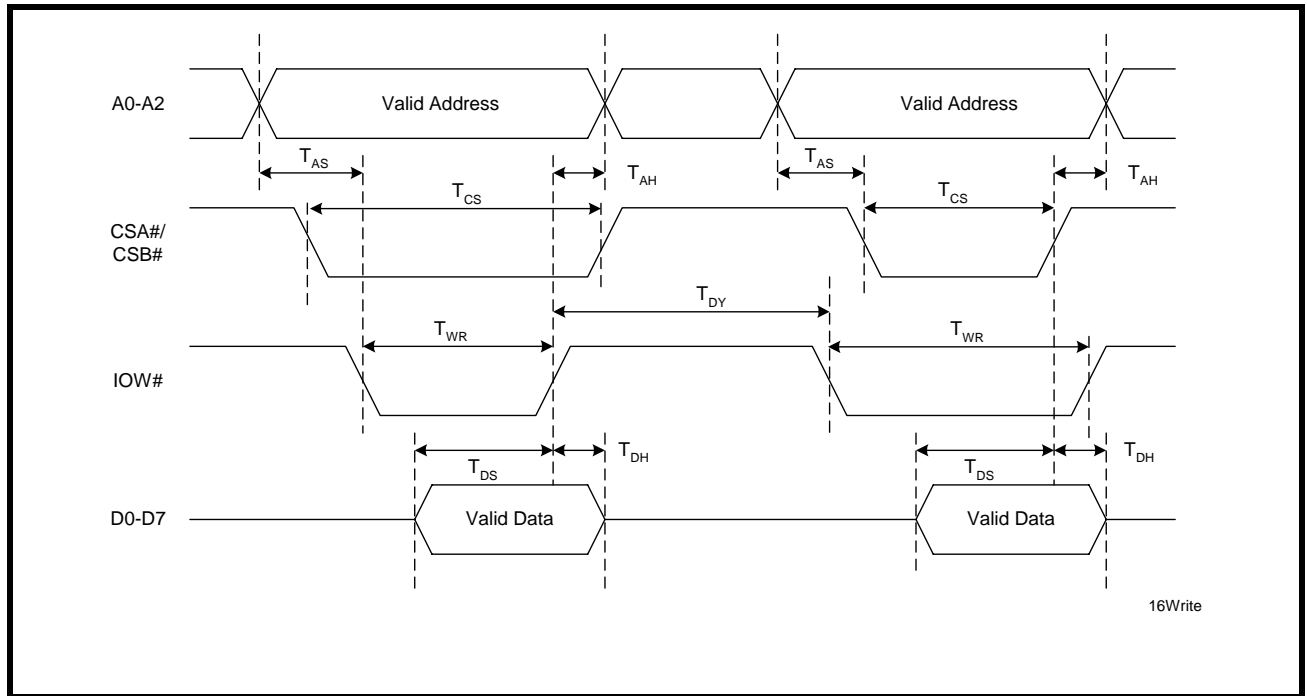 A0-A2
Valid Address
Valid Address
TAS
TAH
TAS
TAH
TCS
TCS
CSA#/
CSB#
TDY
TWR
TWR
IOW#
TDH
TDH
TDS
TDS
D0-D7
Valid Data
Valid Data
16Write